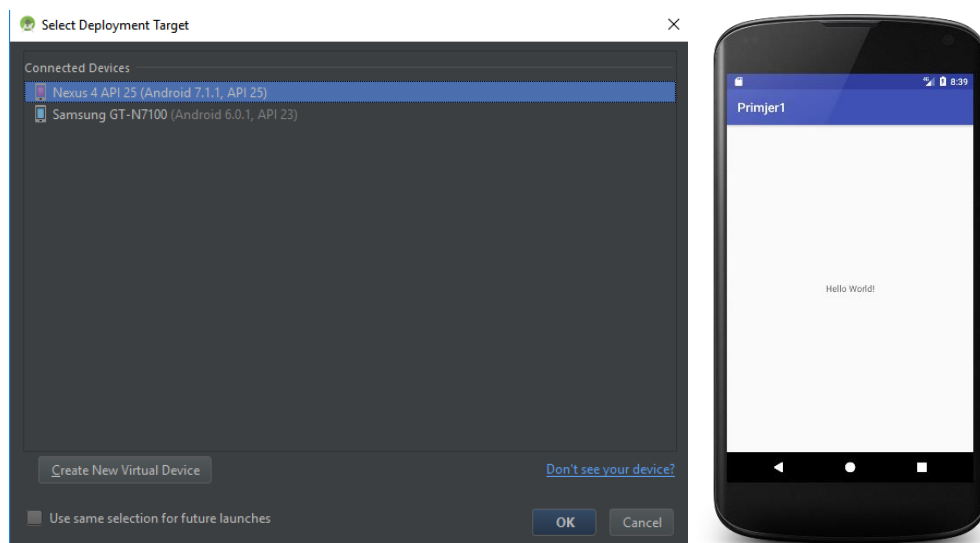 Select Deployment Target
Connected Devices
Nexus 4 API 25 (Android 7.1.1, API 25)
Samsung GT-N7100 (Android 6.0.1, API 23)
Create New Virtual Device
Don't see your device?
Use same selection for future launches
OK
Cancel
4G
8:39
Primjer1
Hello World!